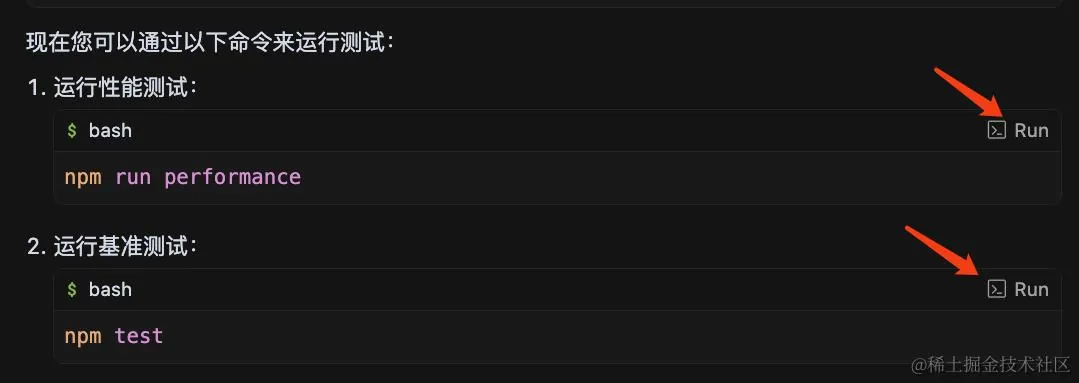 现在您可以通过以下命令来运行测试：
1. 运行性能测试：
$ bash
Run
npm run performance
2. 运行基准测试：
$ bash
Run
npm test
@稀土掘金技术社区